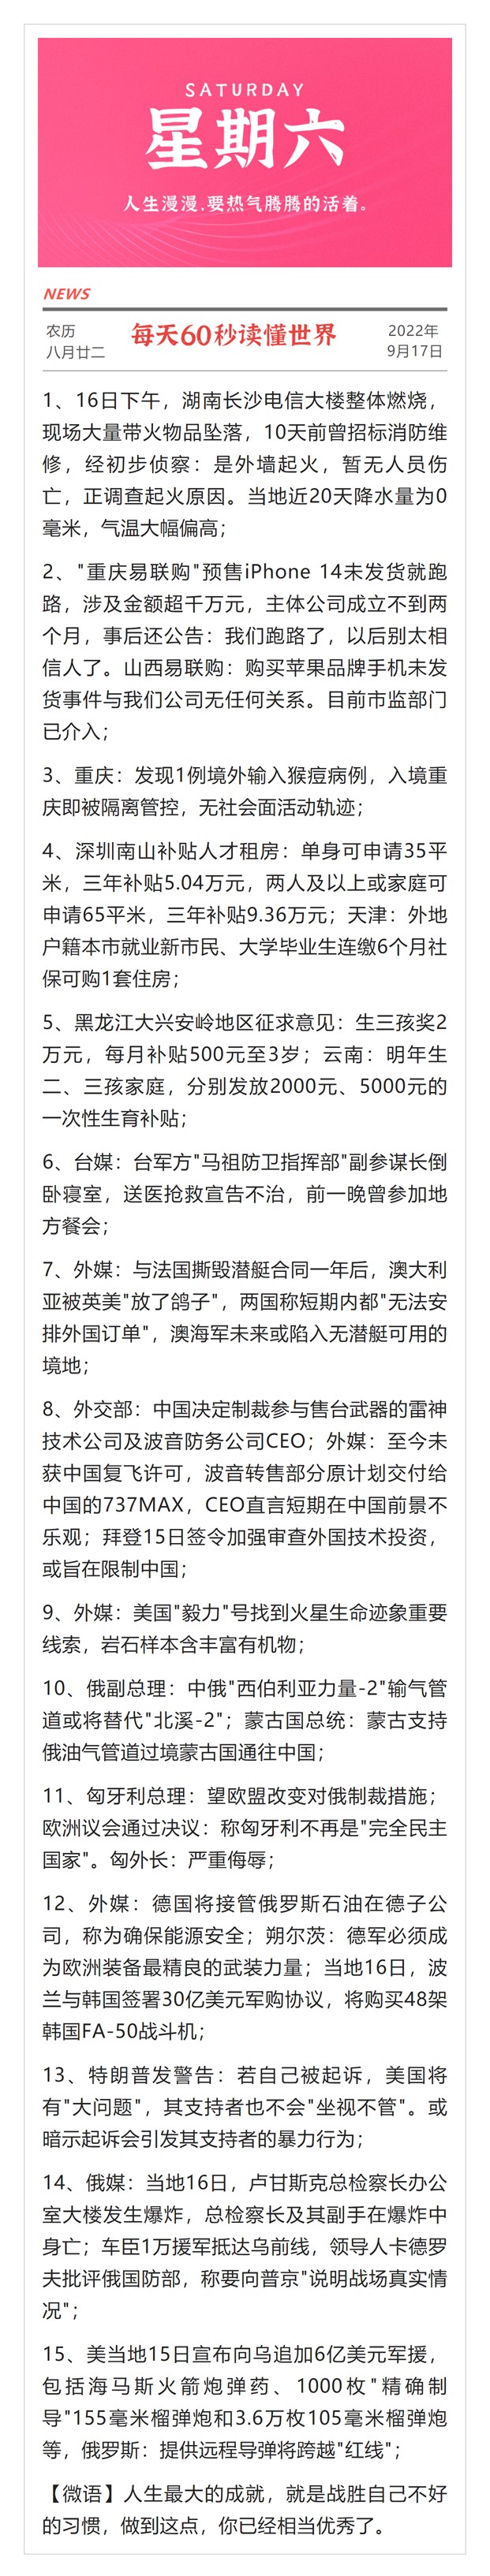 SATURDAY
星期六
人生漫漫,要热气腾腾的活着。
NEWS
农历
八月廿二
每天60秒读懂世界
2022年
9月17日
1、16日下午，湖南长沙电信大楼整体燃烧，
现场大量带火物品坠落，10天前曾招标消防维
修，经初步侦察：是外墙起火，暂无人员伤
亡，正调查起火原因。当地近20天降水量为0
毫米，气温大幅偏高；
2、"重庆易联购"预售iPhone 14未发货就跑
路，涉及金额超千万元，主体公司成立不到两
个月，事后还公告：我们跑路了，以后别太相
信人了。山西易联购：购买苹果品牌手机未发
货事件与我们公司无任何关系。目前市监部门
已介入；
3、重庆：发现1例境外输入猴痘病例，入境重
庆即被隔离管控，无社会面活动轨迹；
4、深圳南山补贴人才租房：单身可申请35平
米，三年补贴5.04万元，两人及以上或家庭可
申请65平米，三年补贴9.36万元；天津：外地
户籍本市就业新市民、大学毕业生连缴6个月社
保可购1套住房；
5、黑龙江大兴安岭地区征求意见：生三孩奖2
万元，每月补贴500元至3岁；云南：明年生
二、三孩家庭，分别发放2000元、5000元的
一次性生育补贴；
6、台媒：台军方"马祖防卫指挥部"副参谋长倒
卧寝室，送医抢救宣告不治，前一晚曾参加地
方餐会；
7、外媒：与法国撕毁潜艇合同一年后，澳大利
亚被英美"放了鸽子"，两国称短期内都"无法安
排外国订单"，澳海军未来或陷入无潜艇可用的
境地；
8、外交部：中国决定制裁参与售台武器的雷神
技术公司及波音防务公司CEO；外媒：至今未
获中国复飞许可，波音转售部分原计划交付给
中国的737MAX，CEO直言短期在中国前景不
乐观；拜登15日签令加强审查外国技术投资，
或旨在限制中国；
9、外媒：美国"毅力"号找到火星生命迹象重要
线索，岩石样本含丰富有机物；
10、俄副总理：中俄"西伯利亚力量-2"输气管
道或将替代"北溪-2"；蒙古国总统：蒙古支持
俄油气管道过境蒙古国通往中国；
11、匈牙利总理：望欧盟改变对俄制裁措施；
欧洲议会通过决议：称匈牙利不再是"完全民主
国家"。匈外长：严重侮辱；
12、外媒：德国将接管俄罗斯石油在德子公
司，称为确保能源安全；朔尔茨：德军必须成
为欧洲装备最精良的武装力量；当地16日，波
兰与韩国签署30亿美元军购协议，将购买48架
韩国FA-50战斗机；
13、特朗普发警告：若自己被起诉，美国将
有"大问题"，其支持者也不会"坐视不管"。或
暗示起诉会引发其支持者的暴力行为；
14、俄媒：当地16日，卢甘斯克总检察长办公
室大楼发生爆炸，总检察长及其副手在爆炸中
身亡；车臣1万援军抵达乌前线，领导人卡德罗
夫批评俄国防部，称要向普京"说明战场真实情
况"；
15、美当地15日宣布向乌追加6亿美元军援，
包括海马斯火箭炮弹药、1000枚"精确制
导"155毫米榴弹炮和3.6万枚105毫米榴弹炮
等，俄罗斯：提供远程导弹将跨越"红线"；
【微语】人生最大的成就，就是战胜自己不好
的习惯，做到这点，你已经相当优秀了。